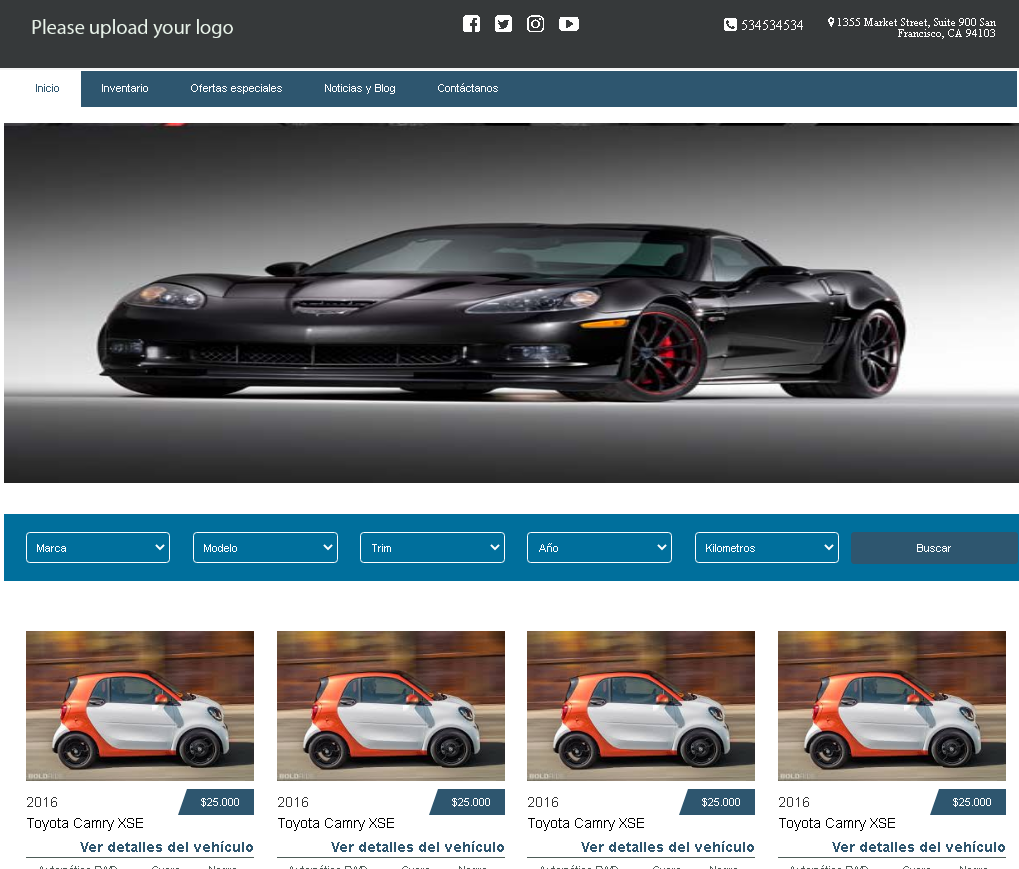 Please upload your logo
534534534
1355 Market Street, Suite 900 San
Francisco, CA 94103
Inicio Inventario Ofertas especiales Noticias y Blog Contáctanos
Marca Modelo Trim Año Kilometros Buscar
2016 $25.000 2016 $25.000 2016 $25.000 2016 $25.000
Toyota Camry XSE Toyota Camry XSE Toyota Camry XSE Toyota Camry XSE
Ver detalles del vehículo Ver detalles del vehículo Ver detalles del vehículo Ver detalles del vehículo